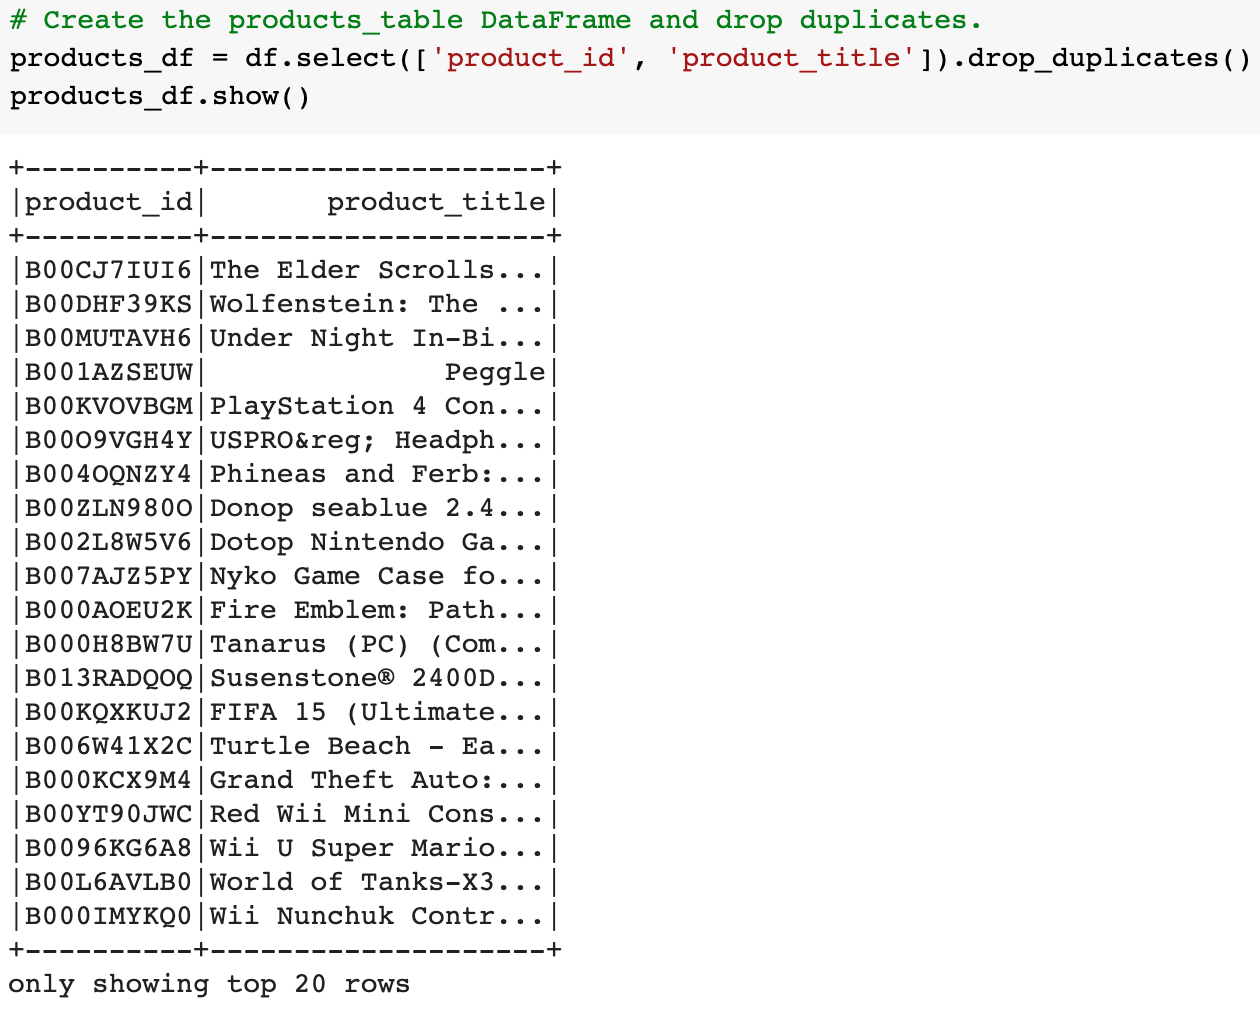 # Create the products_table DataFrame and drop duplicates.
products_df = df.select(['product_id', 'product_title']).drop_duplicates()
products_df.show()
+----------+--------------------+
|product_id|       product_title|
+----------+--------------------+
|B00CJ7IUI6|The Elder Scrolls...|
|B00DHF39KS|Wolfenstein: The ...|
|B00MUTAVH6|Under Night In-Bi...|
|B001AZSEUW|              Peggle|
|B00KVOVBGM|PlayStation 4 Con...|
|B00O9VGH4Y|USPRO&reg; Headph...|
|B004OQNZY4|Phineas and Ferb:...|
|B00ZLN980O|Donop seablue 2.4...|
|B002L8W5V6|Dotop Nintendo Ga...|
|B007AJZ5PY|Nyko Game Case fo...|
|B000AOEU2K|Fire Emblem: Path...|
|B000H8BW7U|Tanarus (PC) (Com...|
|B013RADQOQ|Susenstone® 2400D...|
|B00KQXKUJ2|FIFA 15 (Ultimate...|
|B006W41X2C|Turtle Beach - Ea...|
|B000KCX9M4|Grand Theft Auto:...|
|B00YT90JWC|Red Wii Mini Cons...|
|B0096KG6A8|Wii U Super Mario...|
|B00L6AVLB0|World of Tanks-X3...|
|B000IMYKQ0|Wii Nunchuk Contr...|
+----------+--------------------+
only showing top 20 rows